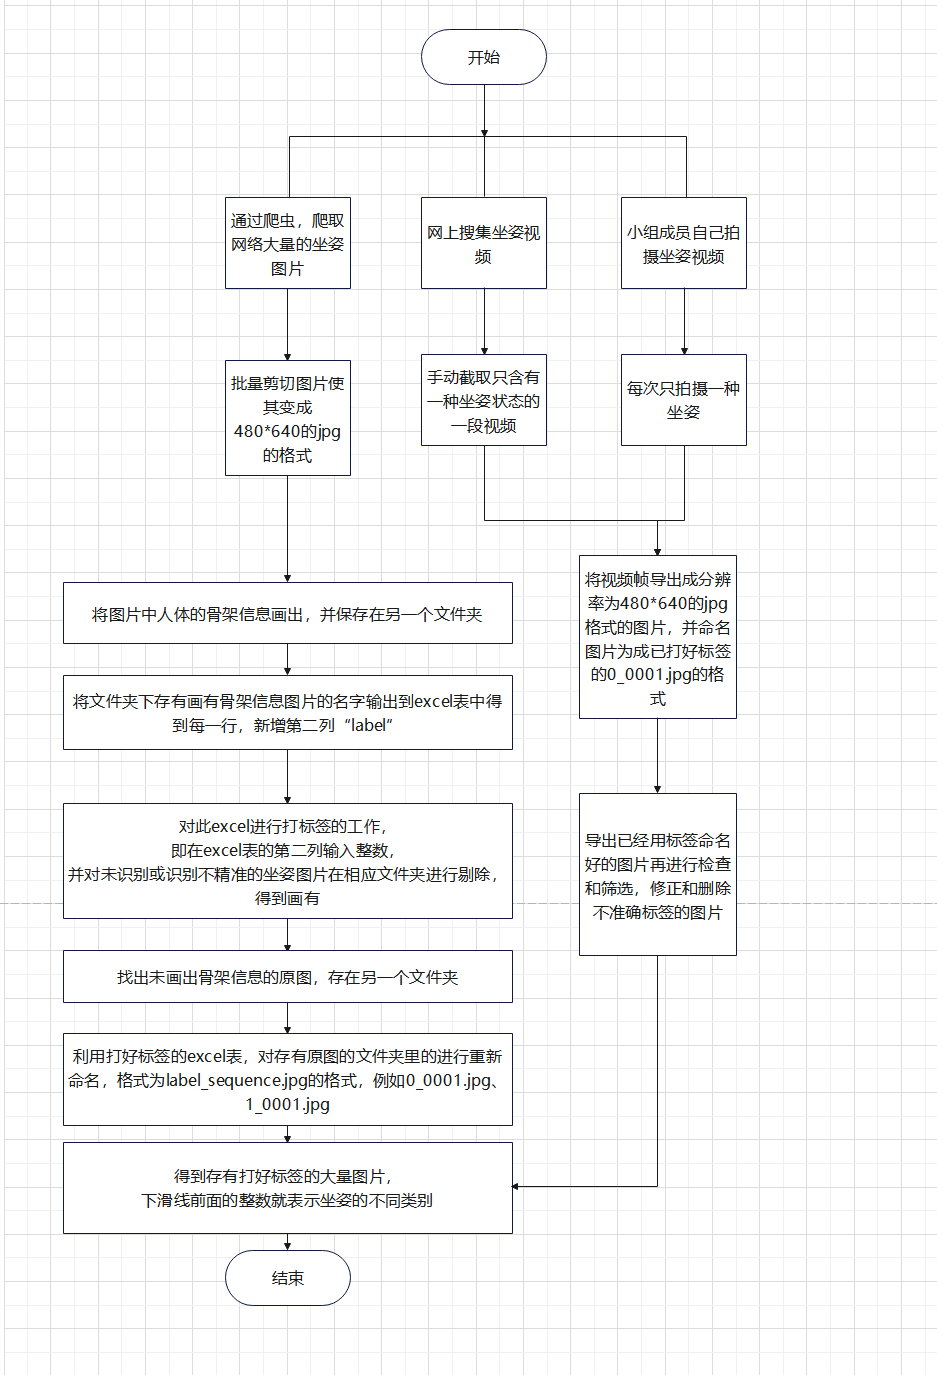 开始
通过爬虫，爬取
网络大量的坐姿
图片
网上搜集坐姿视
频
小组成员自己拍
摄坐姿视频
批量剪切图片使
其变成
480*640的jpg
的格式
手动截取只含有
一种坐姿状态的
一段视频
每次只拍摄一种
坐姿
将图片中人体的骨架信息画出，并保存在另一个文件夹
将视频帧导出成分辨
率为480*640的jpg
格式的图片，并命名
图片为成已打好标签
的0_0001.jpg的格
式
将文件夹下存有画有骨架信息图片的名字输出到excel表中得
到每一行，新增第二列“label“
对此excel进行打标签的工作，
即在excel表的第二列输入整数，
并对未识别或识别不精准的坐姿图片在相应文件夹进行剔除，
得到画有
导出已经用标签命名
好的图片再进行检查
和筛选，修正和删除
不准确标签的图片
找出未画出骨架信息的原图，存在另一个文件夹
利用打好标签的excel表，对存有原图的文件夹里的进行重新
命名，格式为label_sequence.jpg的格式，例如0_0001.jpg、
1_0001.jpg
得到存有打好标签的大量图片，
下滑线前面的整数就表示坐姿的不同类别
结束